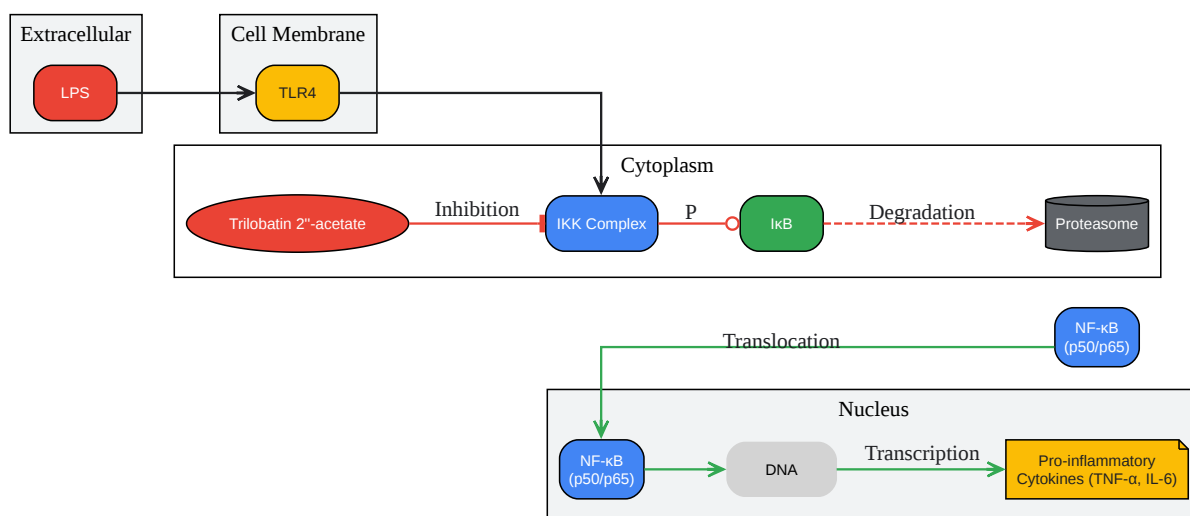 Extracellular
Cell Membrane
LPS
TLR4
Cytoplasm
Trilobatin 2"-acetate
Inhibition
IKK Complex
P
IκB
Degradation
Proteasome
NF-κB
(p50/p65)
Translocation
Nucleus
NF-κB
(p50/p65)
DNA
Transcription
Pro-inflammatory
Cytokines (TNF-α, IL-6)